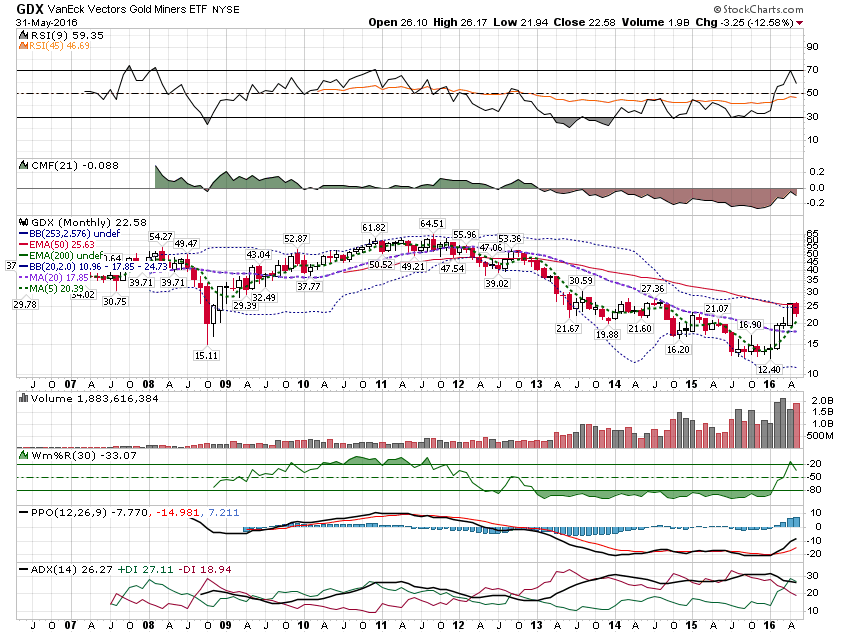 GDX VanEck Vectors Gold Miners ETF NYSE © StockCharts.com
31-May-2016 Open 26.10 High 26.17 Low 21.94 Close 22.58 Volume 1.9B Chg -3.25 (-12.58%)
RSI(9) 59.35
RSI(45) 46.69
90
70
50
30
10
CMF(21) -0.088
0.2
0.0
-0.2
GDX (Monthly) 22.58
BB(253,2.576) undef
EMA(50) 25.63
EMA(200) undef
BB(20,2.0) 10.96 - 17.85 - 24.73
MA(20) 17.85
MA(5) 20.39
54.27 49.47 43.04 52.87 61.82 64.51 55.96 47.06 53.36 30.59 27.36 21.07 16.90
37 29.78 34.02 30.75 39.71 39.71 15.11 29.39 32.49 37.77 50.52 49.21 47.54 39.02 21.67 19.88 21.60 16.20 12.40
65
60
55
50
45
40
35
30
25
20
15
10
J O 07 A J O 08 A J O 09 A J O 10 A J O 11 A J O 12 A J O 13 A J O 14 A J O 15 A J O 16 A
Volume 1,883,616,384
2.0B
1.5B
1.0B
500M
Wm%R(30) -33.07
-20
-50
-80
PPO(12,26,9) -7.770, -14.981, 7.211
10
0
-10
-20
ADX(14) 26.27 +DI 27.11 -DI 18.94
30
20
10
J O 07 A J O 08 A J O 09 A J O 10 A J O 11 A J O 12 A J O 13 A J O 14 A J O 15 A J O 16 A